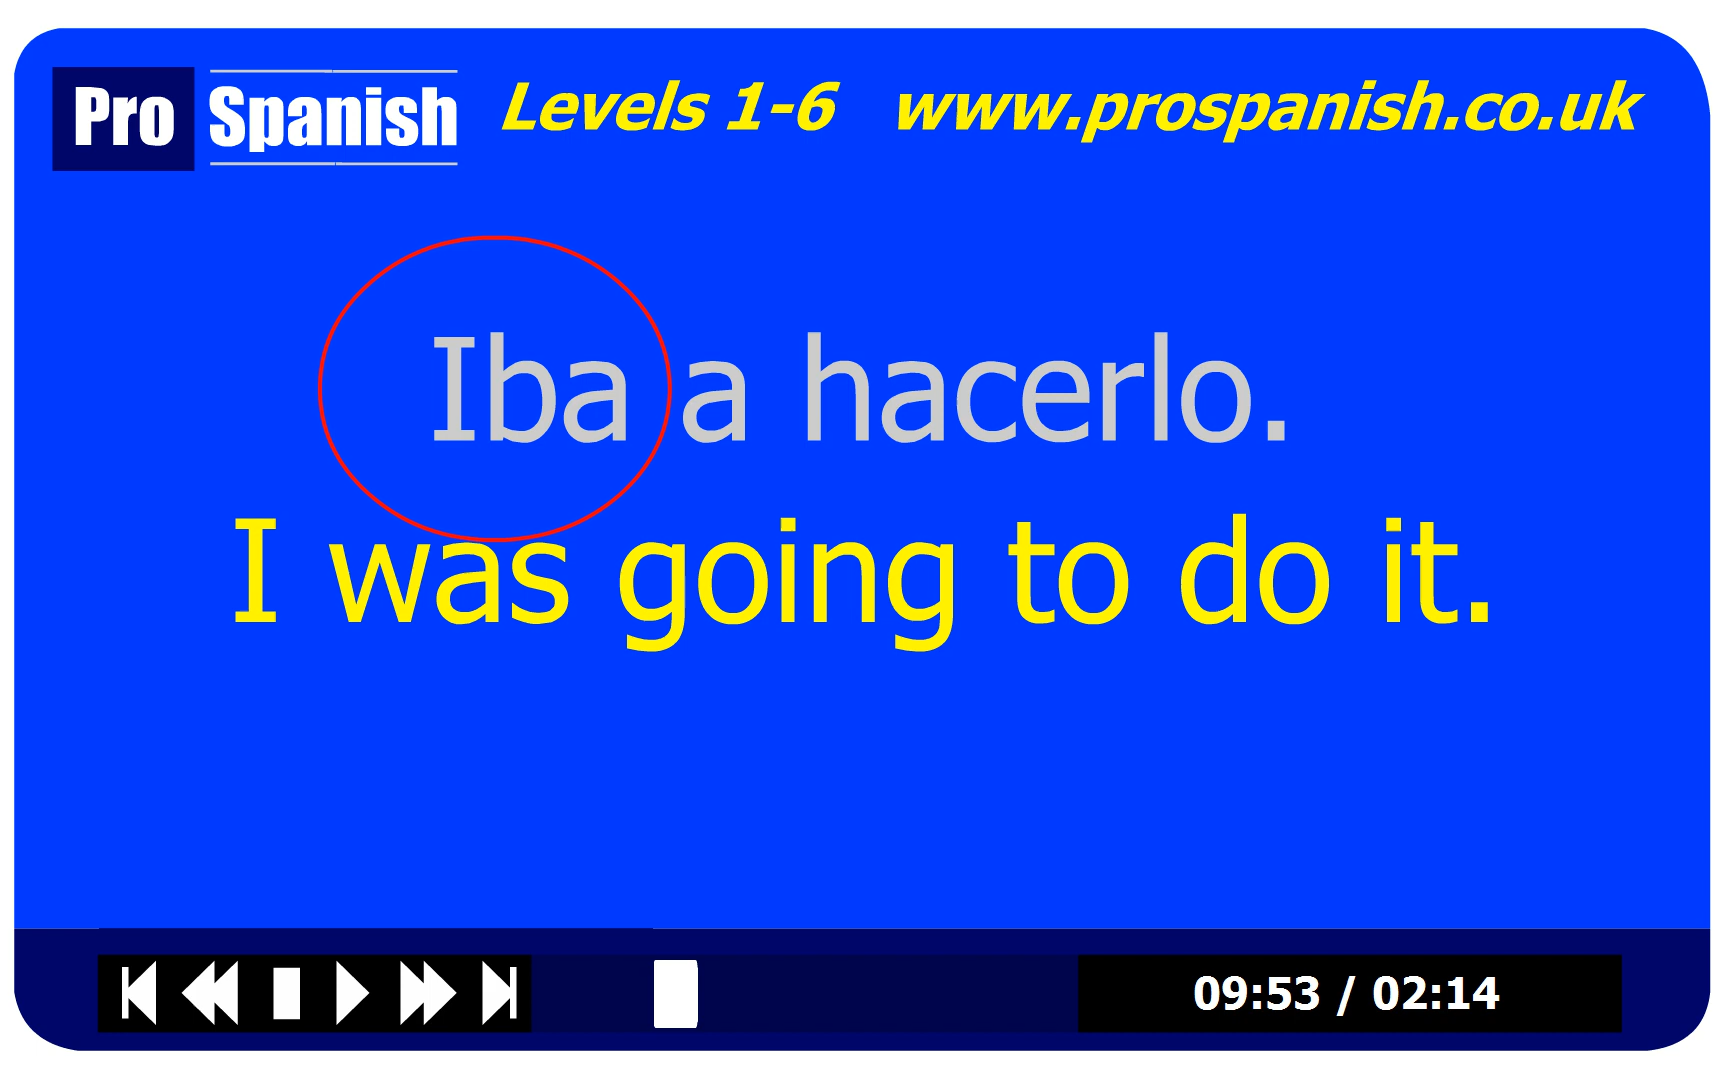 Pro Spanish Levels 1-6 www.prospanish.co.uk
Iba a hacerlo.
I was going to do it.
09:53 / 02:14